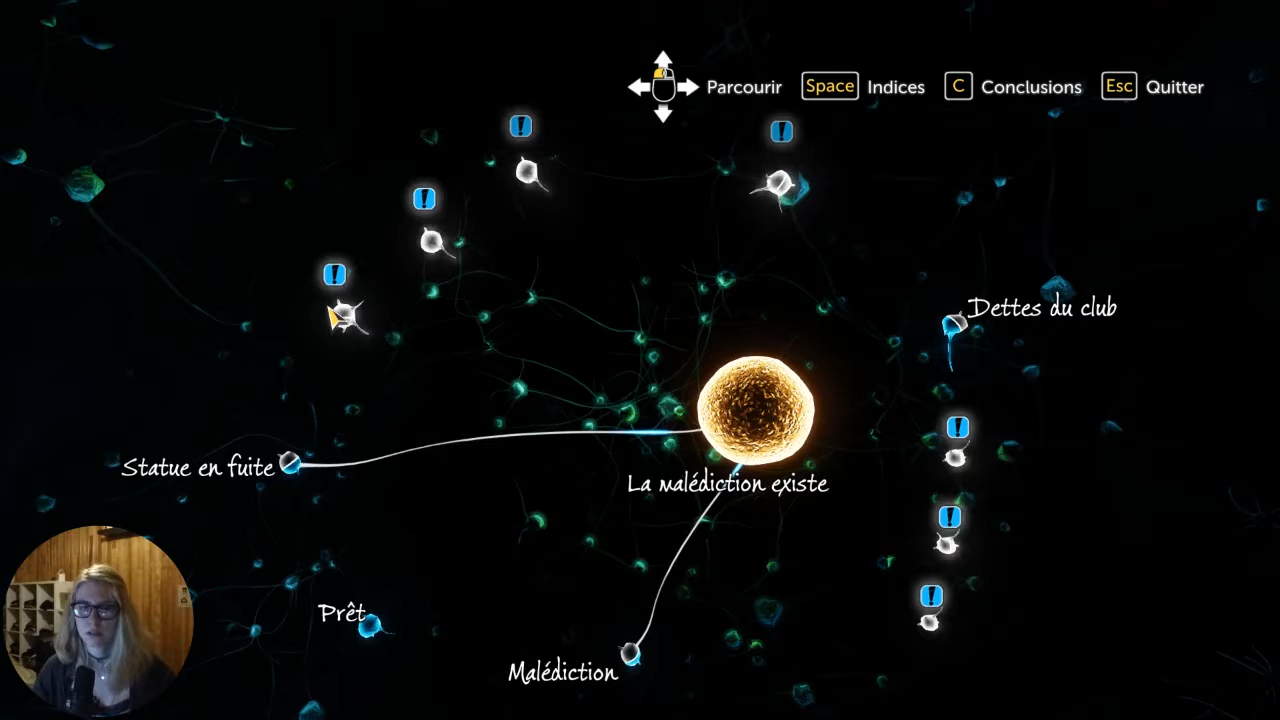 Parcourir Space Indices C Conclusions Esc Quitter
!
!
!
!
Dettes du club
!
Statue en fuite
La malédiction existe
!
!
Prêt
Malédiction